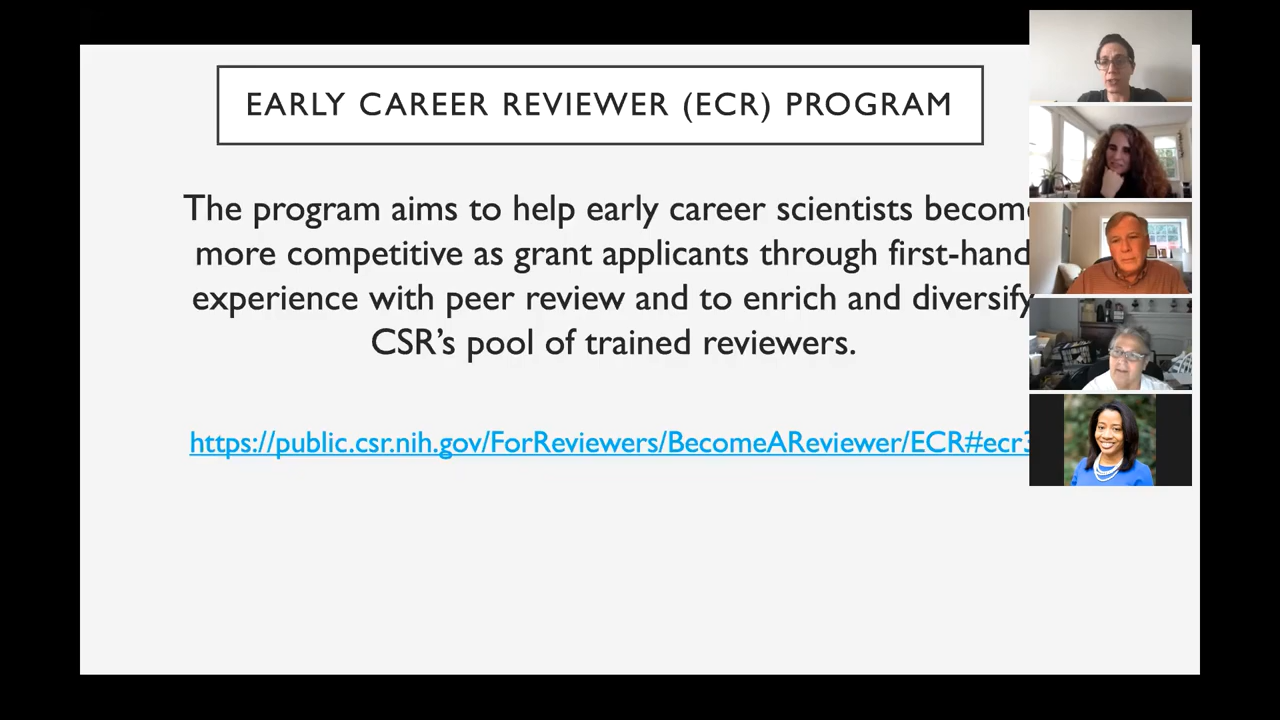 EARLY CAREER REVIEWER (ECR) PROGRAM
The program aims to help early career scientists become
more competitive as grant applicants through first-hand
experience with peer review and to enrich and diversify
CSR’s pool of trained reviewers.
https://public.csr.nih.gov/ForReviewers/BecomeAReviewer/ECR#ecr3